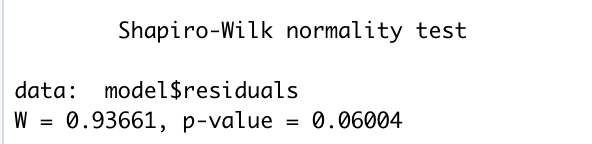 Shapiro-Wilk normality test
data:  model$residuals
W = 0.93661, p-value = 0.06004